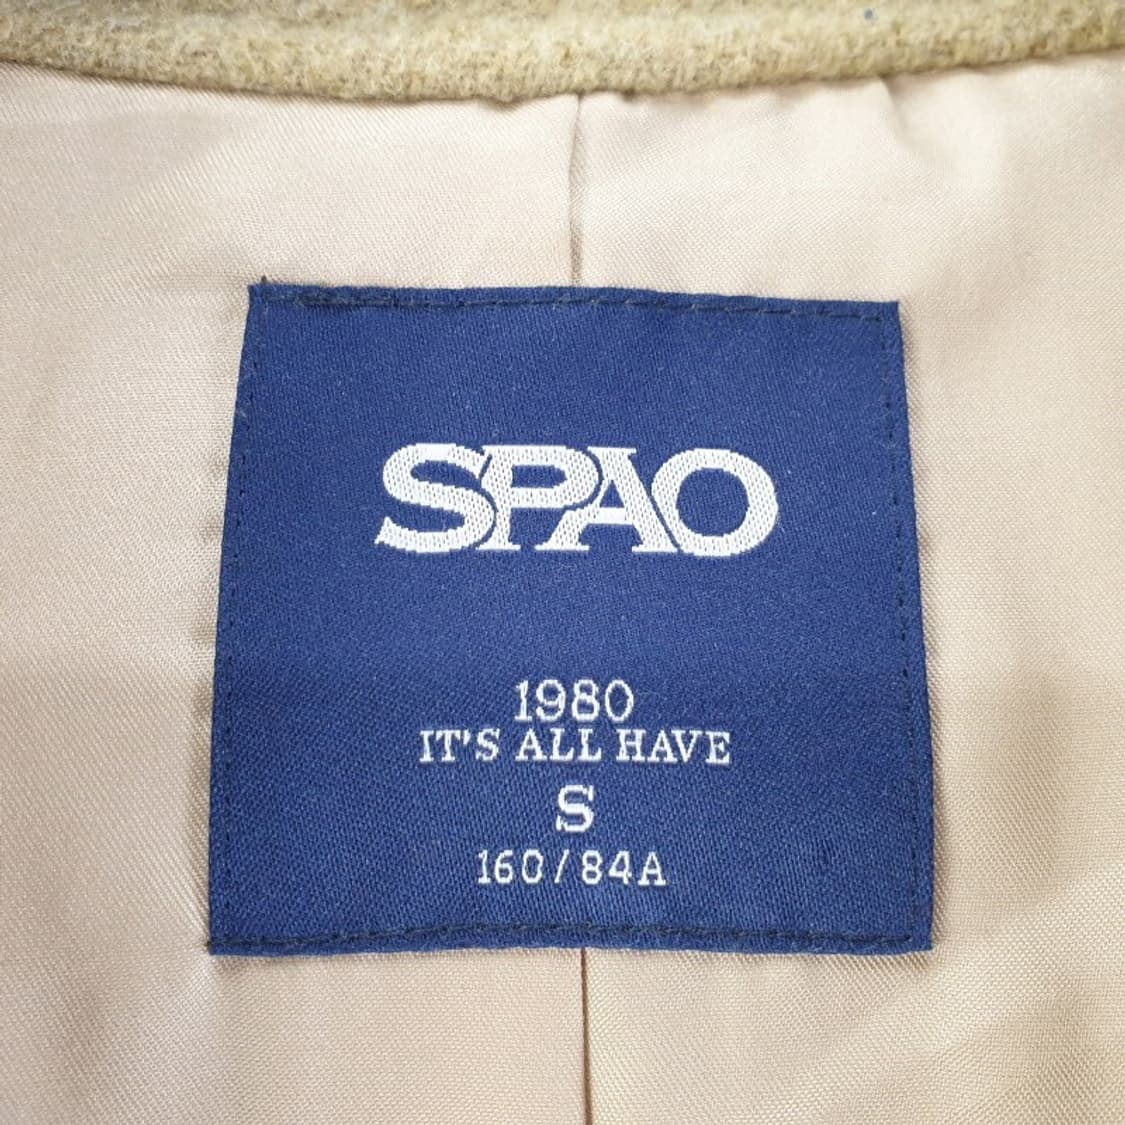 SPAO
1980
IT'S ALL HAVE
S
160/84A